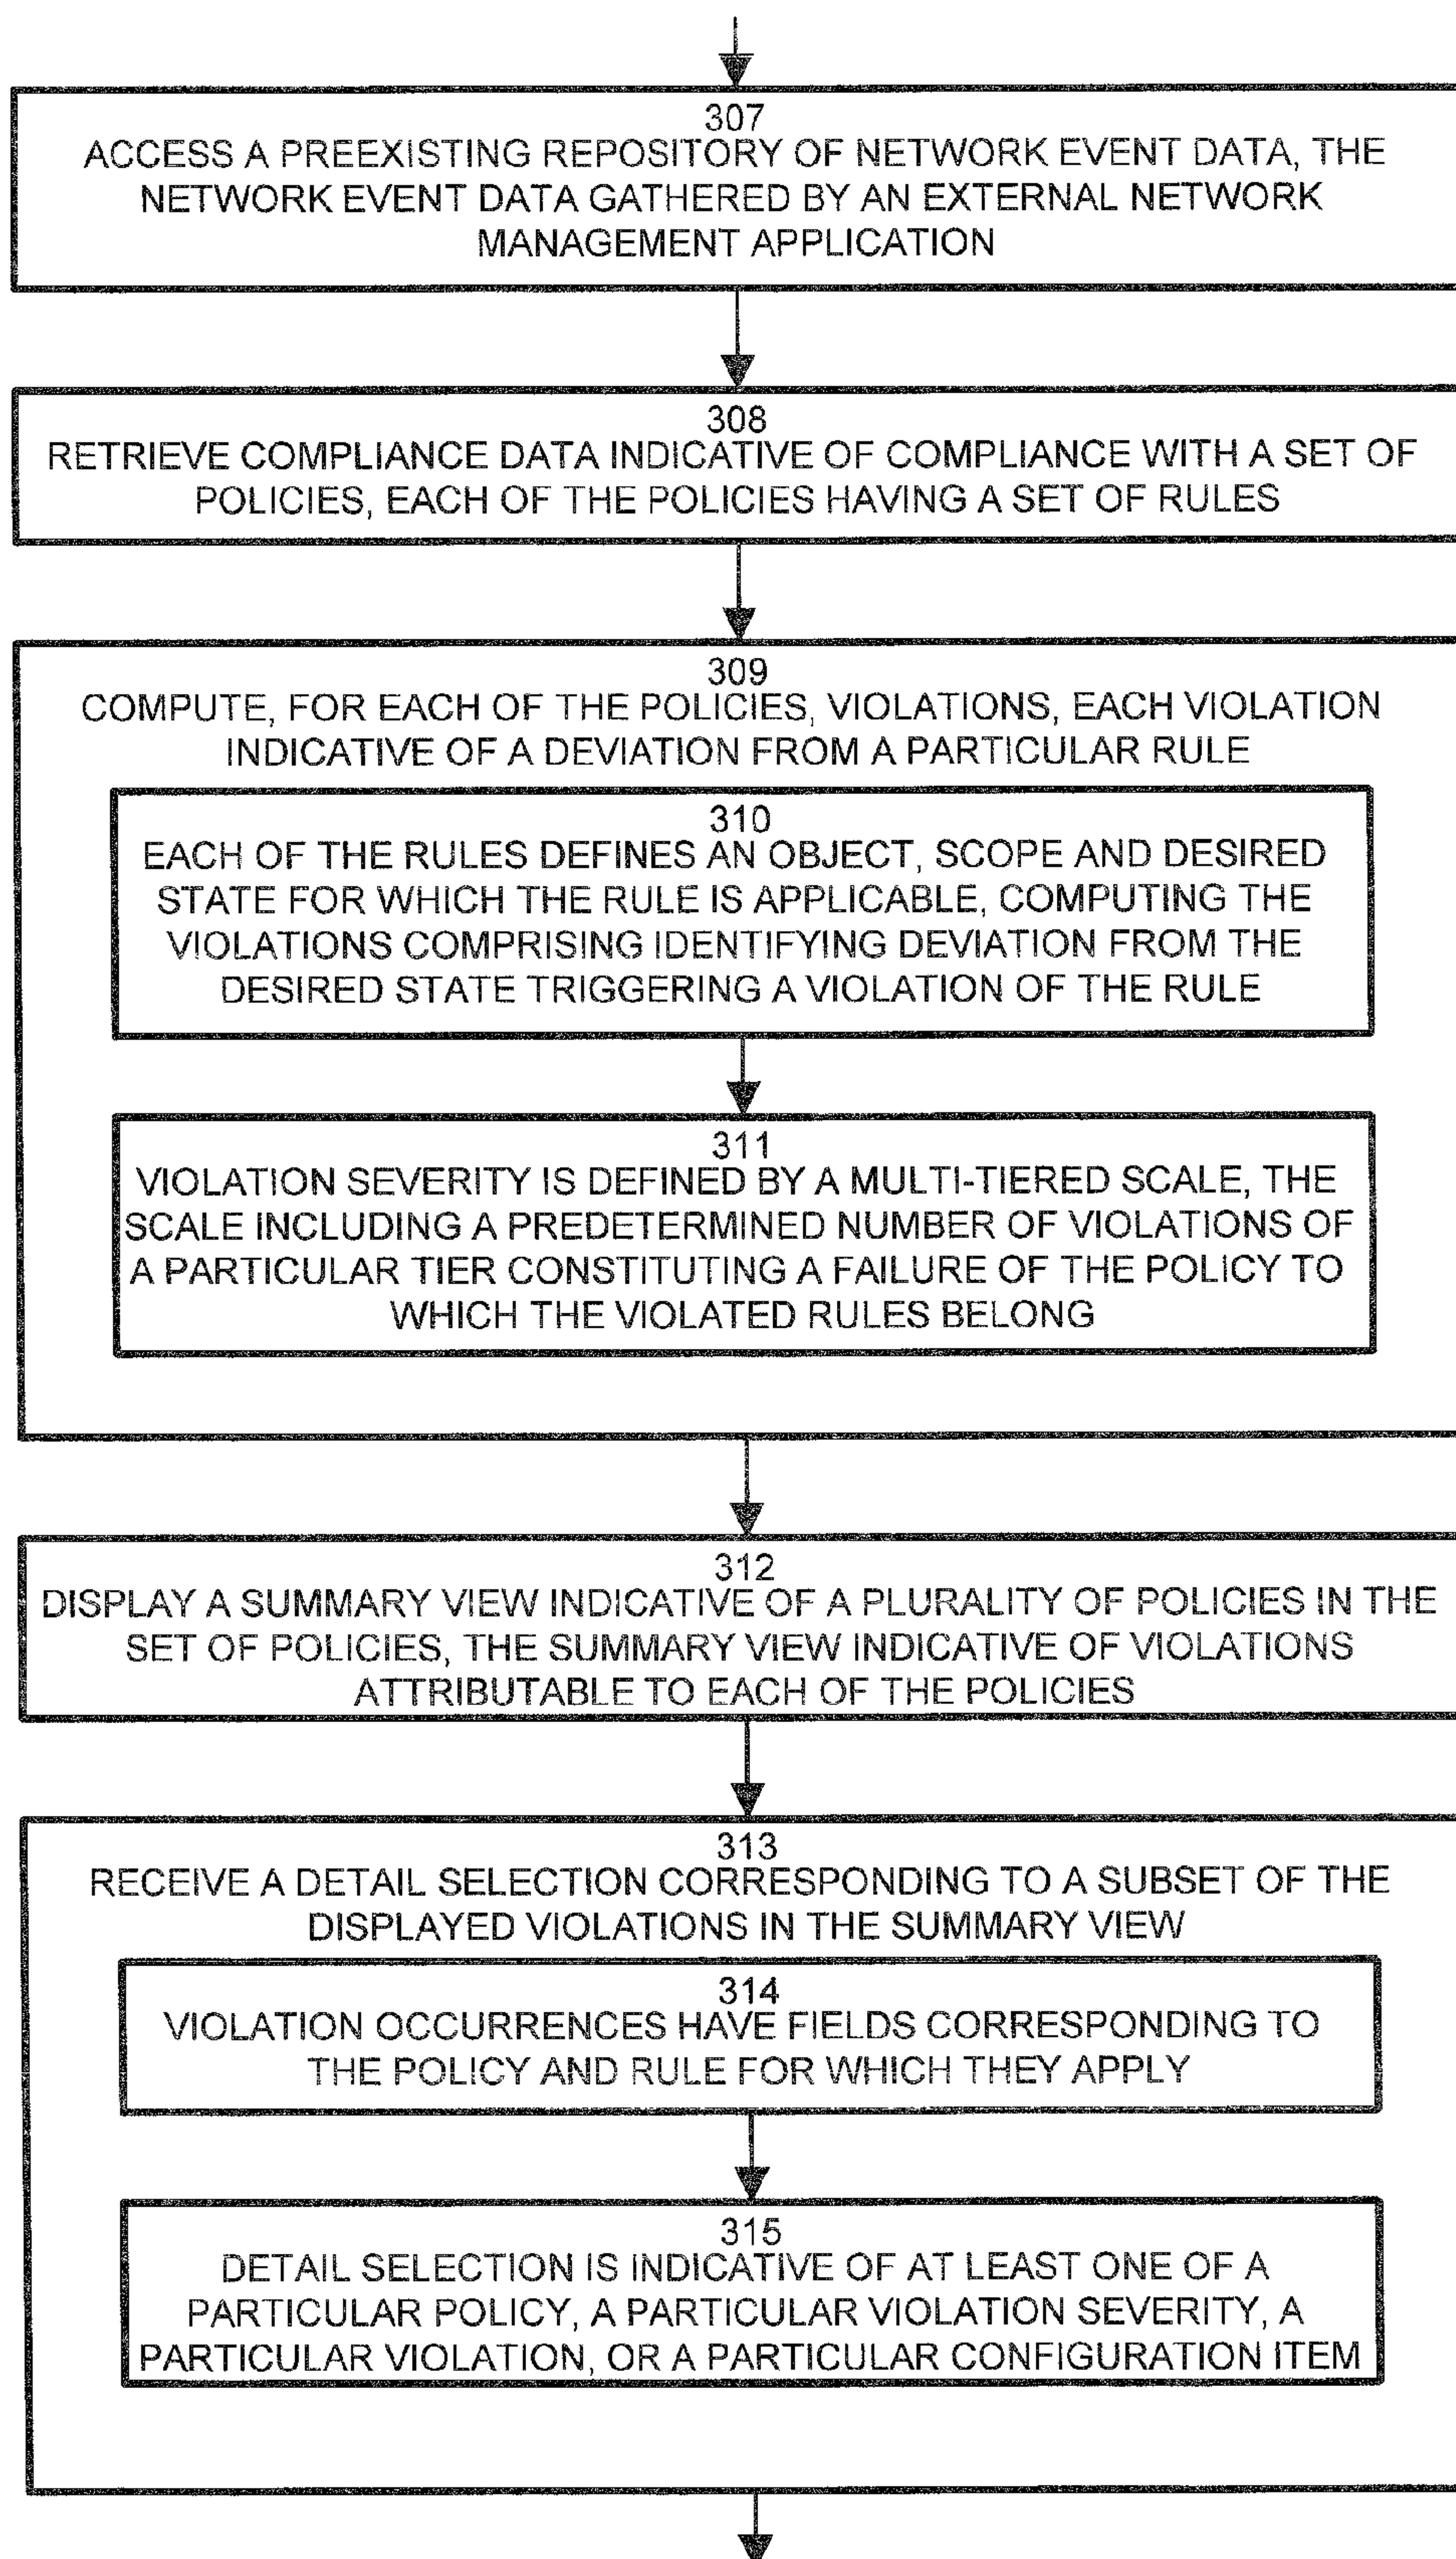 307
ACCESS A PREEXISTING REPOSITORY OF NETWORK EVENT DATA, THE
NETWORK EVENT DATA GATHERED BY AN EXTERNAL NETWORK
MANAGEMENT APPLICATION
308
RETRIEVE COMPLIANCE DATA INDICATIVE OF COMPLIANCE WITH A SET OF
POLICIES, EACH OF THE POLICIES HAVING A SET OF RULES
309
COMPUTE, FOR EACH OF THE POLICIES, VIOLATIONS, EACH VIOLATION
INDICATIVE OF A DEVIATION FROM A PARTICULAR RULE
310
EACH OF THE RULES DEFINES AN OBJECT, SCOPE AND DESIRED
STATE FOR WHICH THE RULE IS APPLICABLE, COMPUTING THE
VIOLATIONS COMPRISING IDENTIFYING DEVIATION FROM THE
DESIRED STATE TRIGGERING A VIOLATION OF THE RULE
311
VIOLATION SEVERITY IS DEFINED BY A MULTI-TIERED SCALE, THE
SCALE INCLUDING A PREDETERMINED NUMBER OF VIOLATIONS OF
A PARTICULAR TIER CONSTITUTING A FAILURE OF THE POLICY TO
WHICH THE VIOLATED RULES BELONG
312
DISPLAY A SUMMARY VIEW INDICATIVE OF A PLURALITY OF POLICIES IN THE
SET OF POLICIES, THE SUMMARY VIEW INDICATIVE OF VIOLATIONS
ATTRIBUTABLE TO EACH OF THE POLICIES
313
RECEIVE A DETAIL SELECTION CORRESPONDING TO A SUBSET OF THE
DISPLAYED VIOLATIONS IN THE SUMMARY VIEW
314
VIOLATION OCCURRENCES HAVE FIELDS CORRESPONDING TO
THE POLICY AND RULE FOR WHICH THEY APPLY
315
DETAIL SELECTION IS INDICATIVE OF AT LEAST ONE OF A
PARTICULAR POLICY, A PARTICULAR VIOLATION SEVERITY, A
PARTICULAR VIOLATION, OR A PARTICULAR CONFIGURATION ITEM